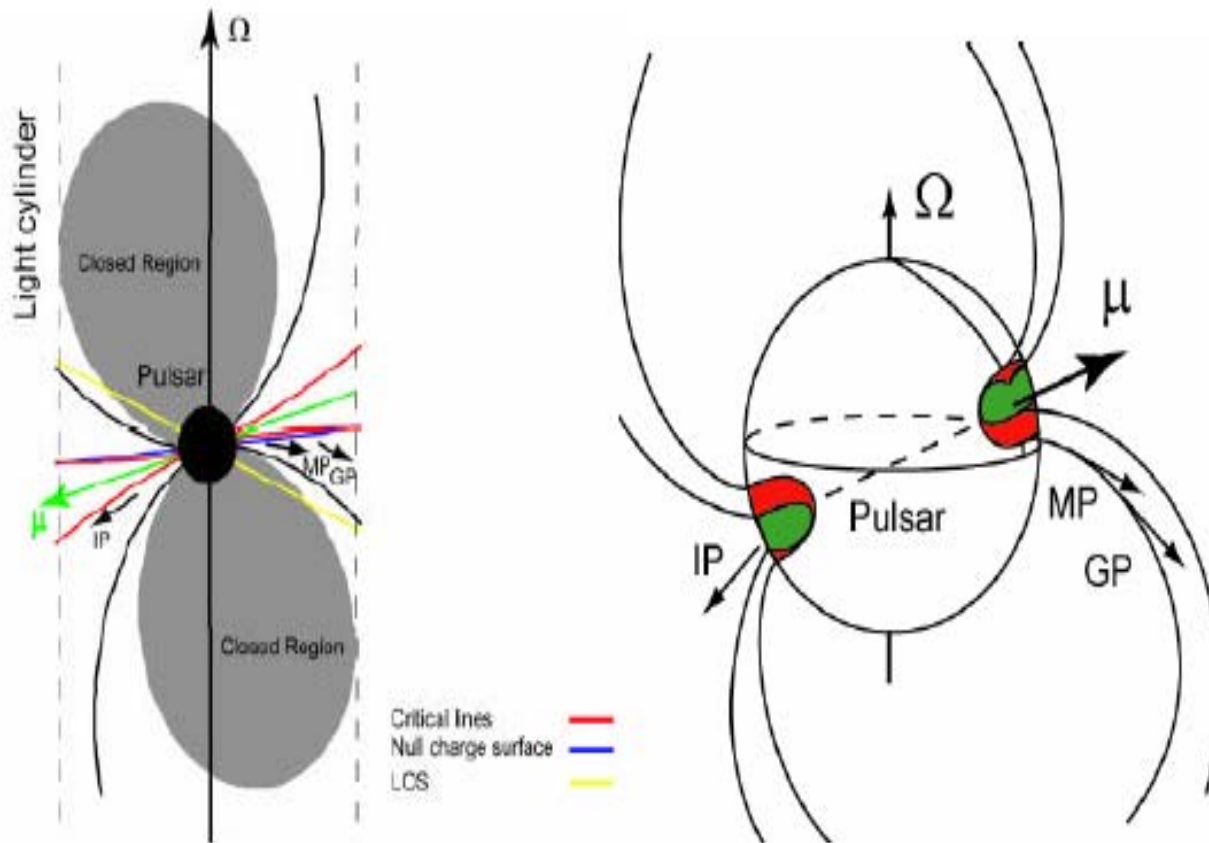 Ω
Light cylinder
Closed Region
Pulsar
MP
GP
μ
IP
Closed Region
Critical lines
Null charge surface
LCS
Ω
μ
Pulsar
MP
IP
GP